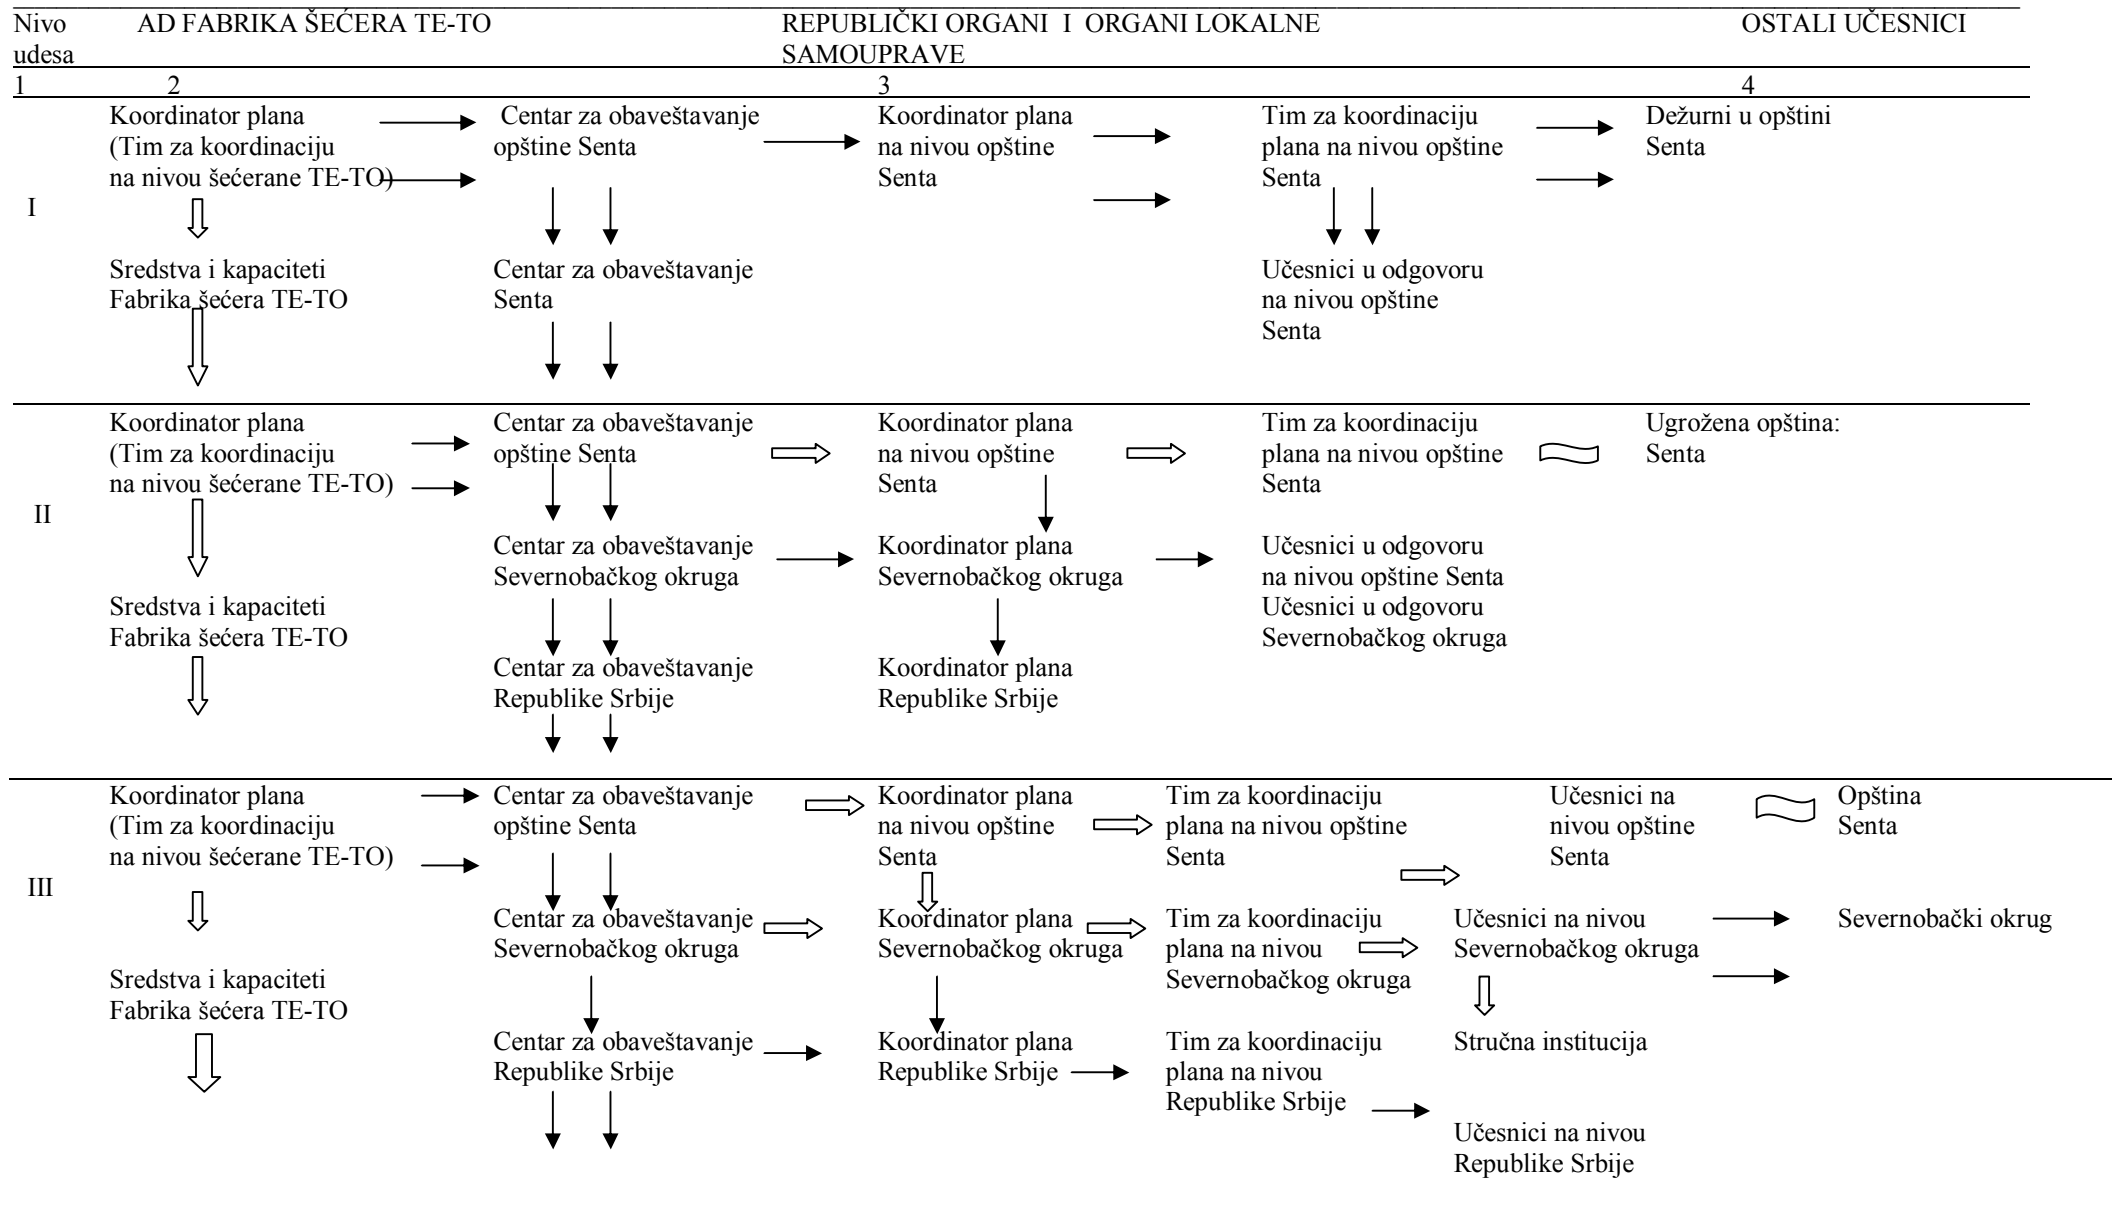 Nivo
udesa
AD FABRIKA ŠEĆERA TE-TO
REPUBLIČKI ORGANI I ORGANI LOKALNE
SAMOUPRAVE
OSTALI UČESNICI
1
2
3
4
I
Koordinator plana
(Tim za koordinaciju
na nivou šećerane TE-TO)
Centar za obaveštavanje
opštine Senta
Koordinator plana
na nivou opštine
Senta
Tim za koordinaciju
plana na nivou opštine
Senta
Dežurni u opštini
Senta
Sredstva i kapaciteti
Fabrika šećera TE-TO
Centar za obaveštavanje
Senta
Učesnici u odgovoru
na nivou opštine
Senta
II
Koordinator plana
(Tim za koordinaciju
na nivou šećerane TE-TO)
Centar za obaveštavanje
opštine Senta
Koordinator plana
na nivou opštine
Senta
Tim za koordinaciju
plana na nivou opštine
Senta
Ugrožena opština:
Senta
Centar za obaveštavanje
Severnobačkog okruga
Koordinator plana
Severnobačkog okruga
Učesnici u odgovoru
na nivou opštine Senta
Učesnici u odgovoru
Severnobačkog okruga
Sredstva i kapaciteti
Fabrika šećera TE-TO
Centar za obaveštavanje
Republike Srbije
Koordinator plana
Republike Srbije
III
Koordinator plana
(Tim za koordinaciju
na nivou šećerane TE-TO)
Centar za obaveštavanje
opštine Senta
Koordinator plana
na nivou opštine
Senta
Tim za koordinaciju
plana na nivou opštine
Senta
Učesnici na
nivou opštine
Senta
Opština
Senta
Centar za obaveštavanje
Severnobačkog okruga
Koordinator plana
Severnobačkog okruga
Tim za koordinaciju
plana na nivou
Severnobačkog okruga
Učesnici na nivou
Severnobačkog okruga
Severnobački okrug
Sredstva i kapaciteti
Fabrika šećera TE-TO
Centar za obaveštavanje
Republike Srbije
Koordinator plana
Republike Srbije
Tim za koordinaciju
plana na nivou
Republike Srbije
Stručna institucija
Učesnici na nivou
Republike Srbije